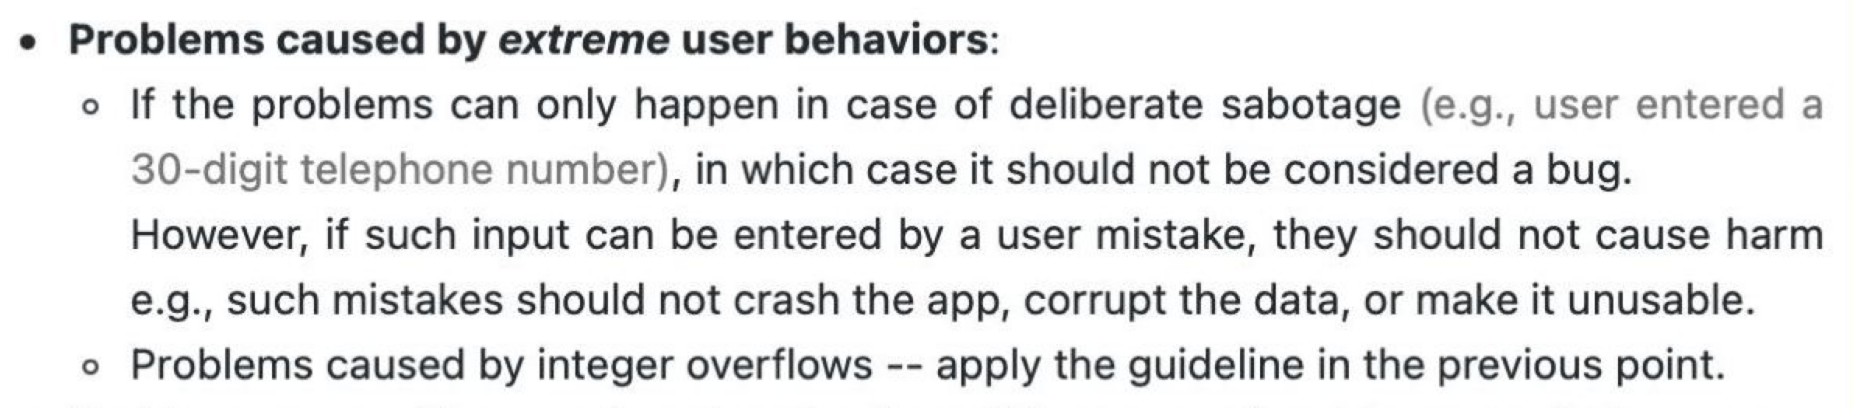 • Problems caused by extreme user behaviors:
◦ If the problems can only happen in case of deliberate sabotage (e.g., user entered a
30-digit telephone number), in which case it should not be considered a bug.
However, if such input can be entered by a user mistake, they should not cause harm
e.g., such mistakes should not crash the app, corrupt the data, or make it unusable.
◦ Problems caused by integer overflows -- apply the guideline in the previous point.